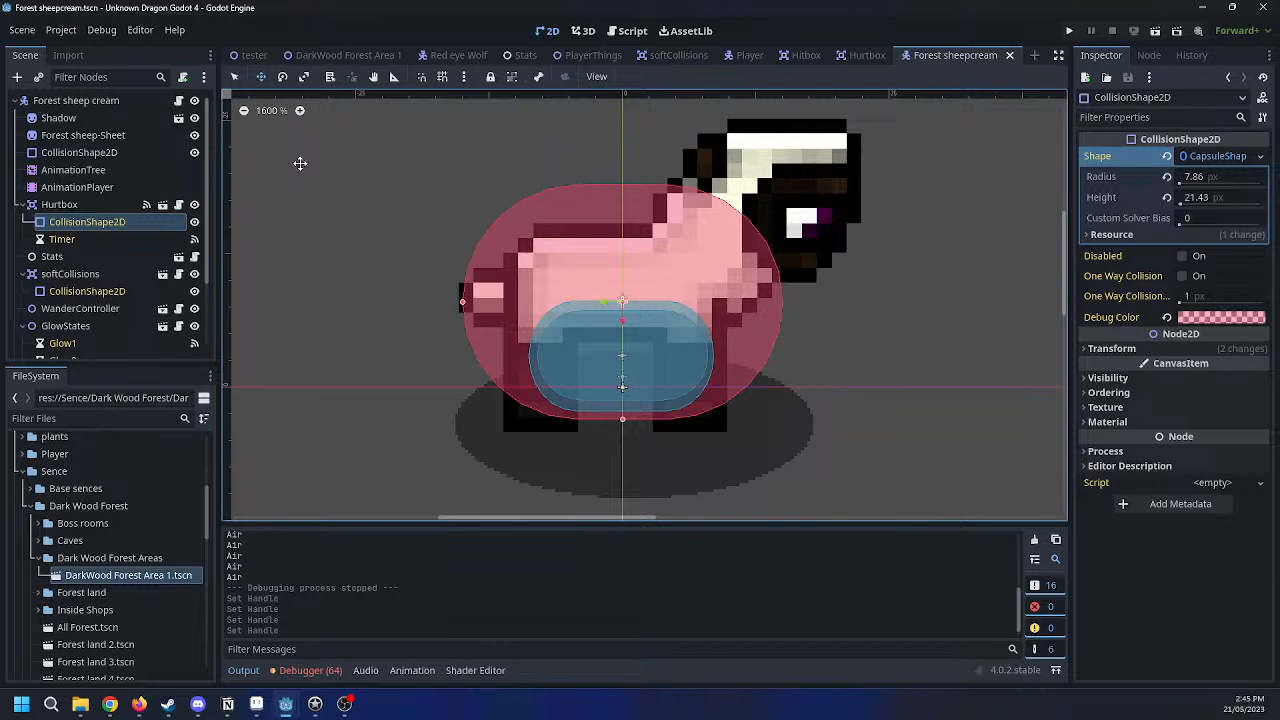 Forest sheepcream.tscn - Unknown Dragon Godot 4 - Godot Engine
Scene Project Debug Editor Help
2D 3D Script AssetLib
Forward+
Scene Import
tester DarkWood Forest Area 1 Red eye Wolf Stats PlayerThings softCollisions Player Hitbox Hurtbox Forest sheepcream
Inspector Node History
Filter Nodes
View
Forest sheep cream
Shadow
Forest sheep-Sheet
CollisionShape2D
AnimationTree
AnimationPlayer
Hurtbox
CollisionShape2D
Timer
Stats
softCollisions
CollisionShape2D
WanderController
GlowStates
Glow1
-25 0 25
1600 %
FileSystem
res://Sence/Dark Wood Forest/Dar
Filter Files
plants
Player
Sence
Base sences
Dark Wood Forest
Boss rooms
Caves
Dark Wood Forest Areas
DarkWood Forest Area 1.tscn
Forest land
Inside Shops
All Forest.tscn
Forest land 2.tscn
Forest land 3.tscn
Air
Air
Air
Air
Air
--- Debugging process stopped ---
Set Handle
Set Handle
Set Handle
Set Handle
16
0
0
6
Filter Messages
Output Debugger (64) Audio Animation Shader Editor
4.0.2.stable
CollisionShape2D
Filter Properties
CollisionShape2D
Shape CapsuleShap
Radius 7.86 px
Height 21.43 px
Custom Solver Bias 0
Resource (1 change)
Disabled On
One Way Collision On
One Way Collision... 1 px
Debug Color
Node2D
Transform (2 changes)
CanvasItem
Visibility
Ordering
Texture
Material
Node
Process
Editor Description
Script <empty>
Add Metadata
2:45 PM
21/05/2023